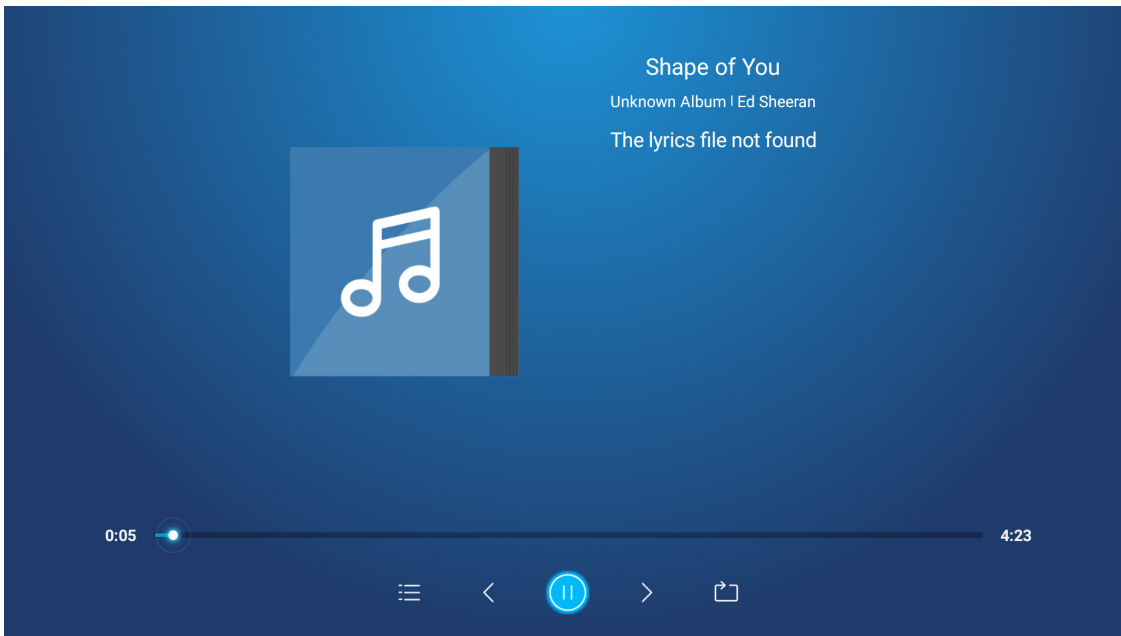 Shape of You
Unknown Album | Ed Sheeran
The lyrics file not found
0:05
4:23